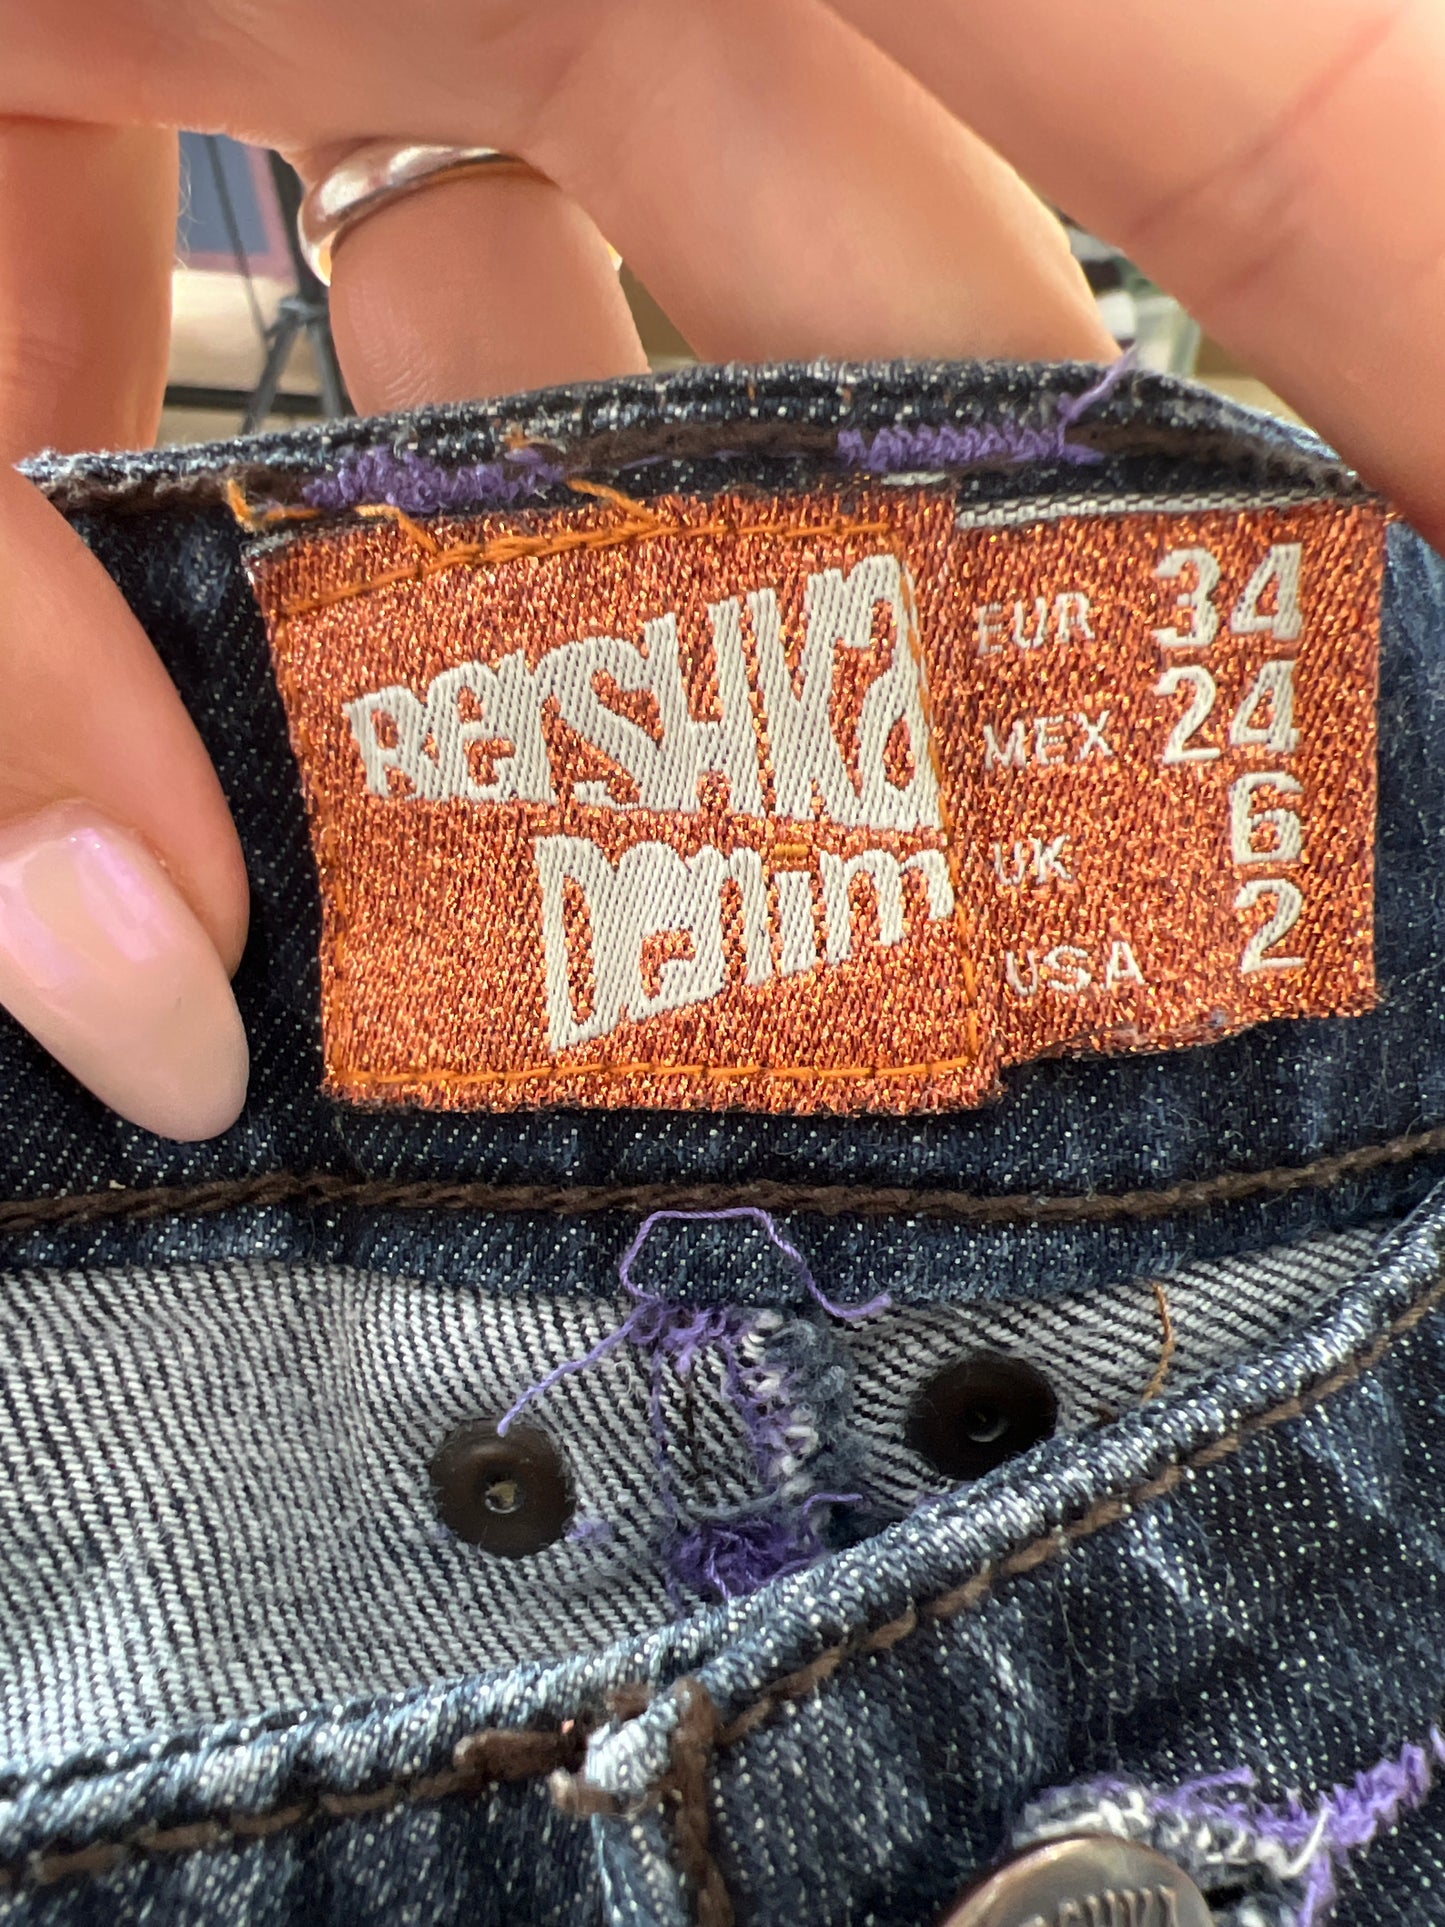 BERSHKA
Denim
EUR 34
MEX 24
UK 6
USA 2